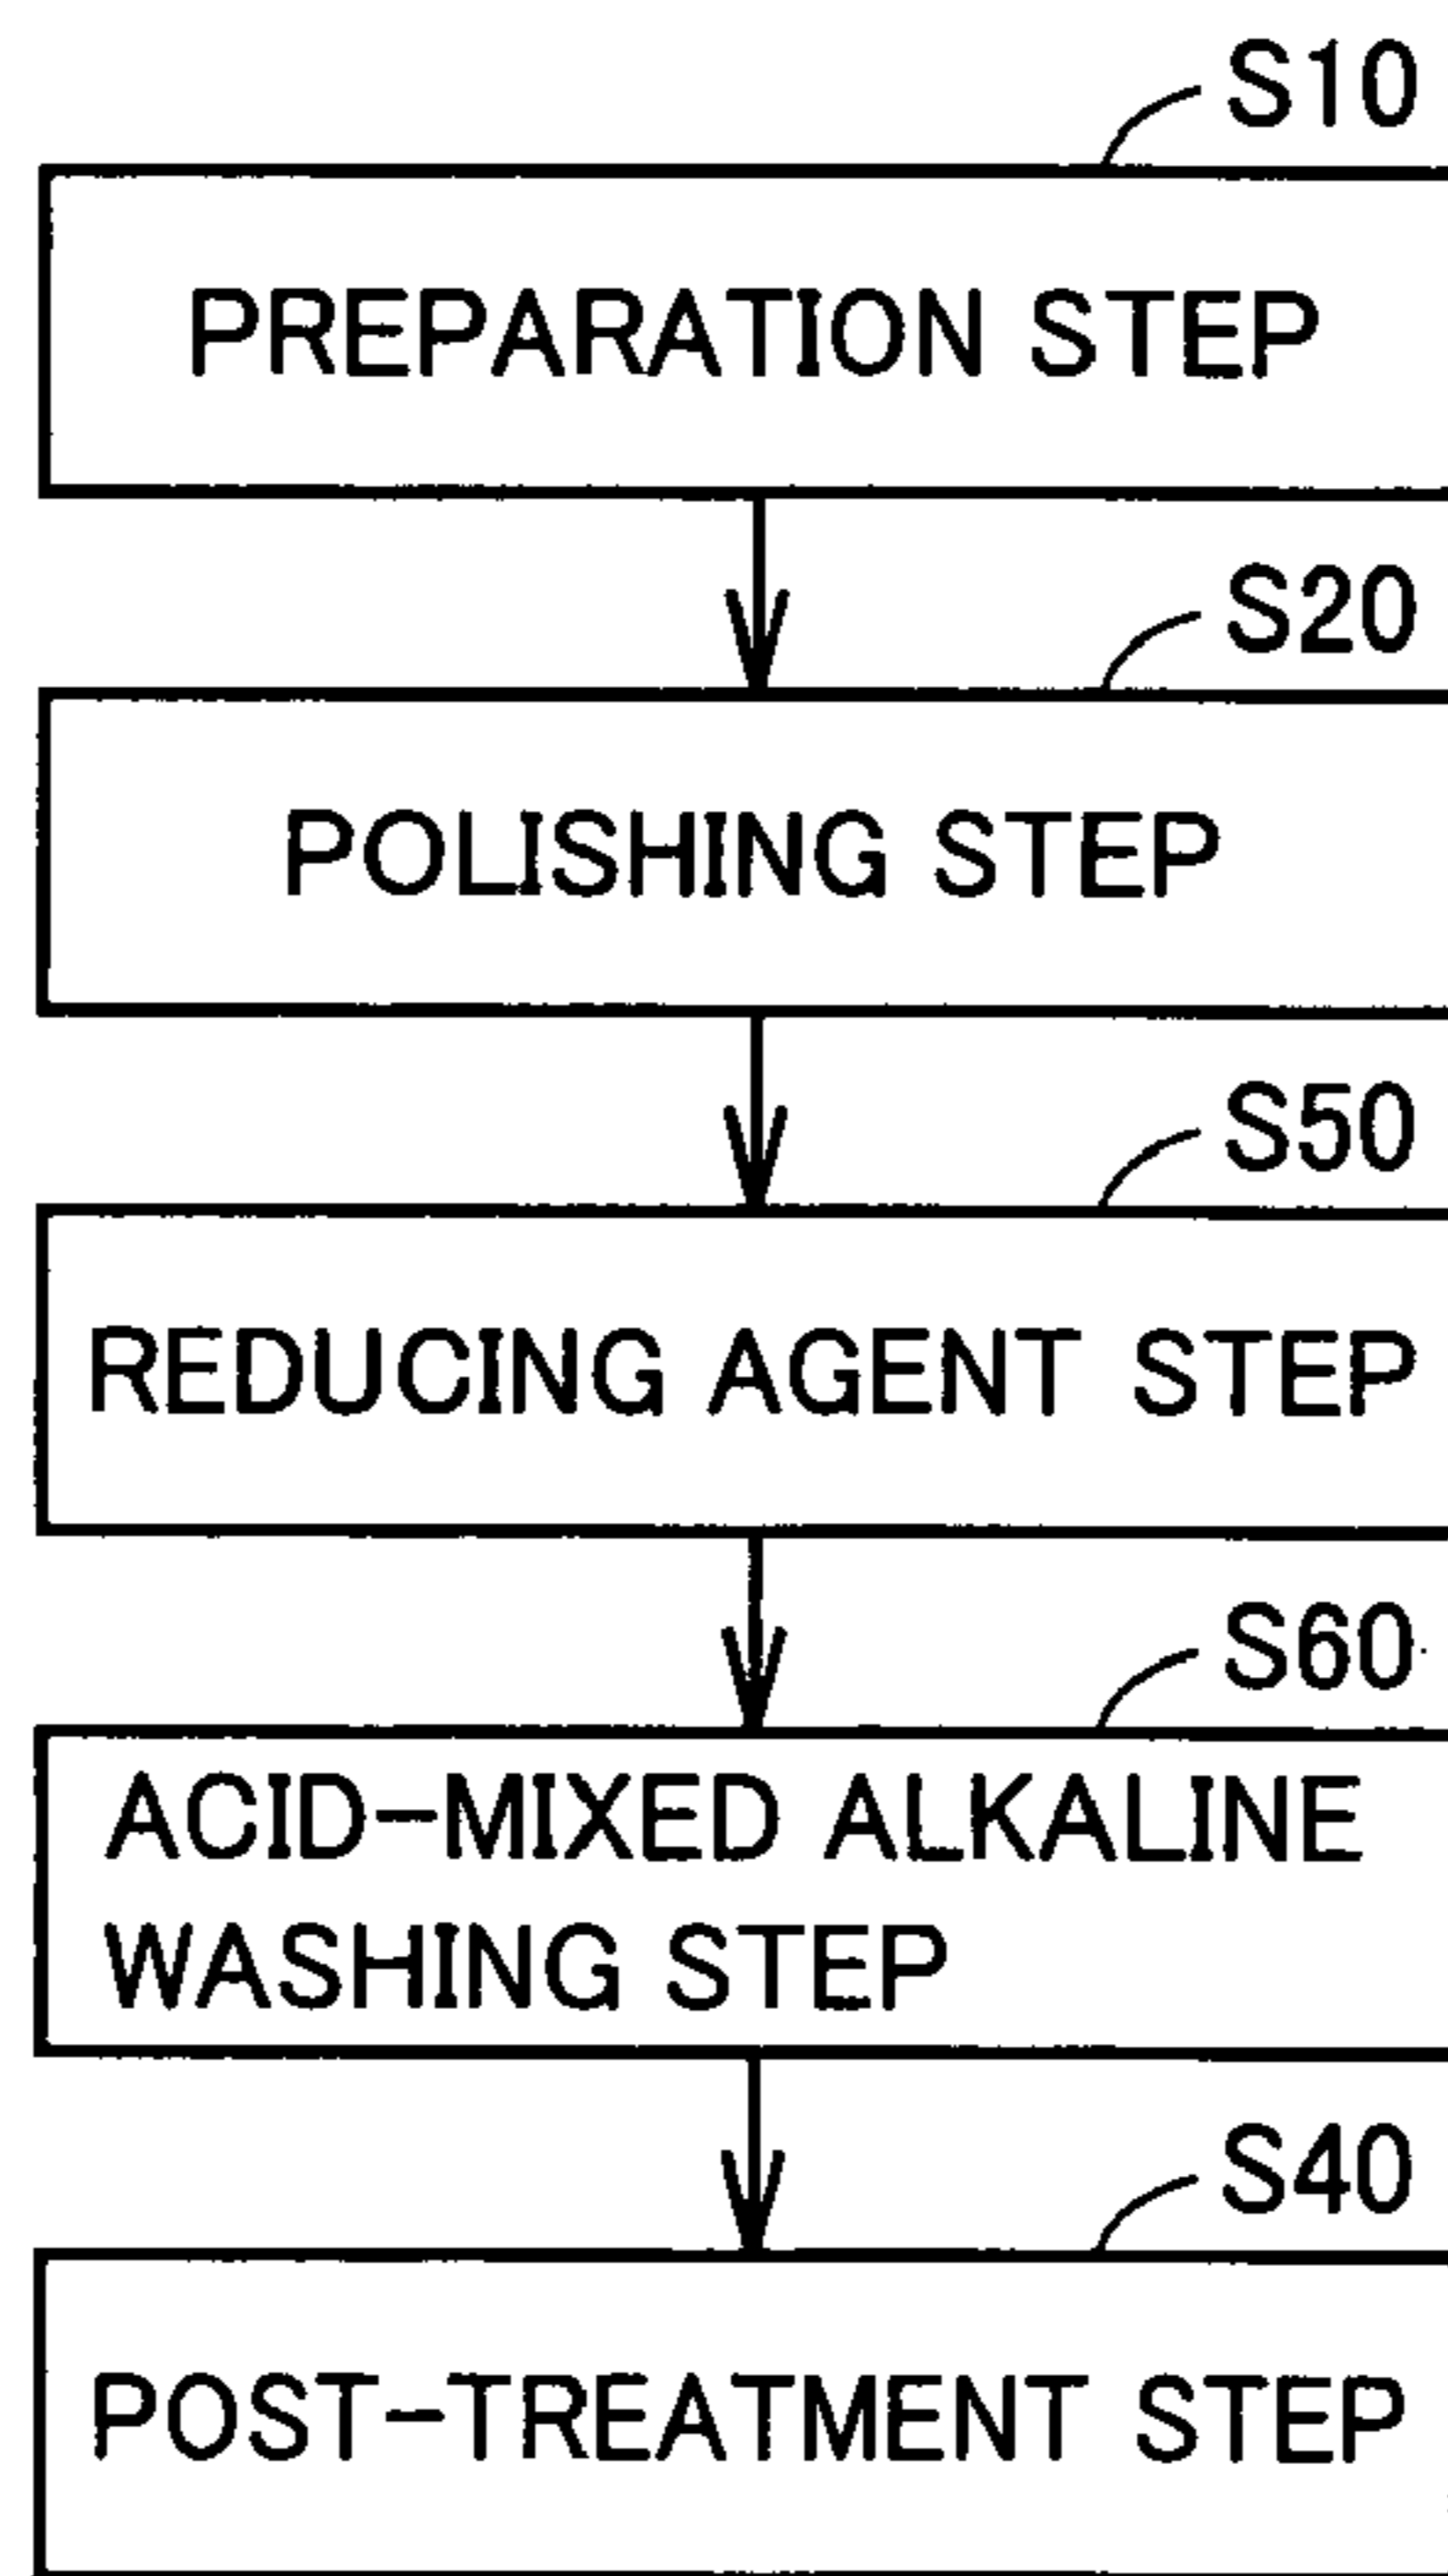 S10
PREPARATION STEP
S20
POLISHING STEP
S50
REDUCING AGENT STEP
S60
ACID-MIXED ALKALINE
WASHING STEP
S40
POST-TREATMENT STEP